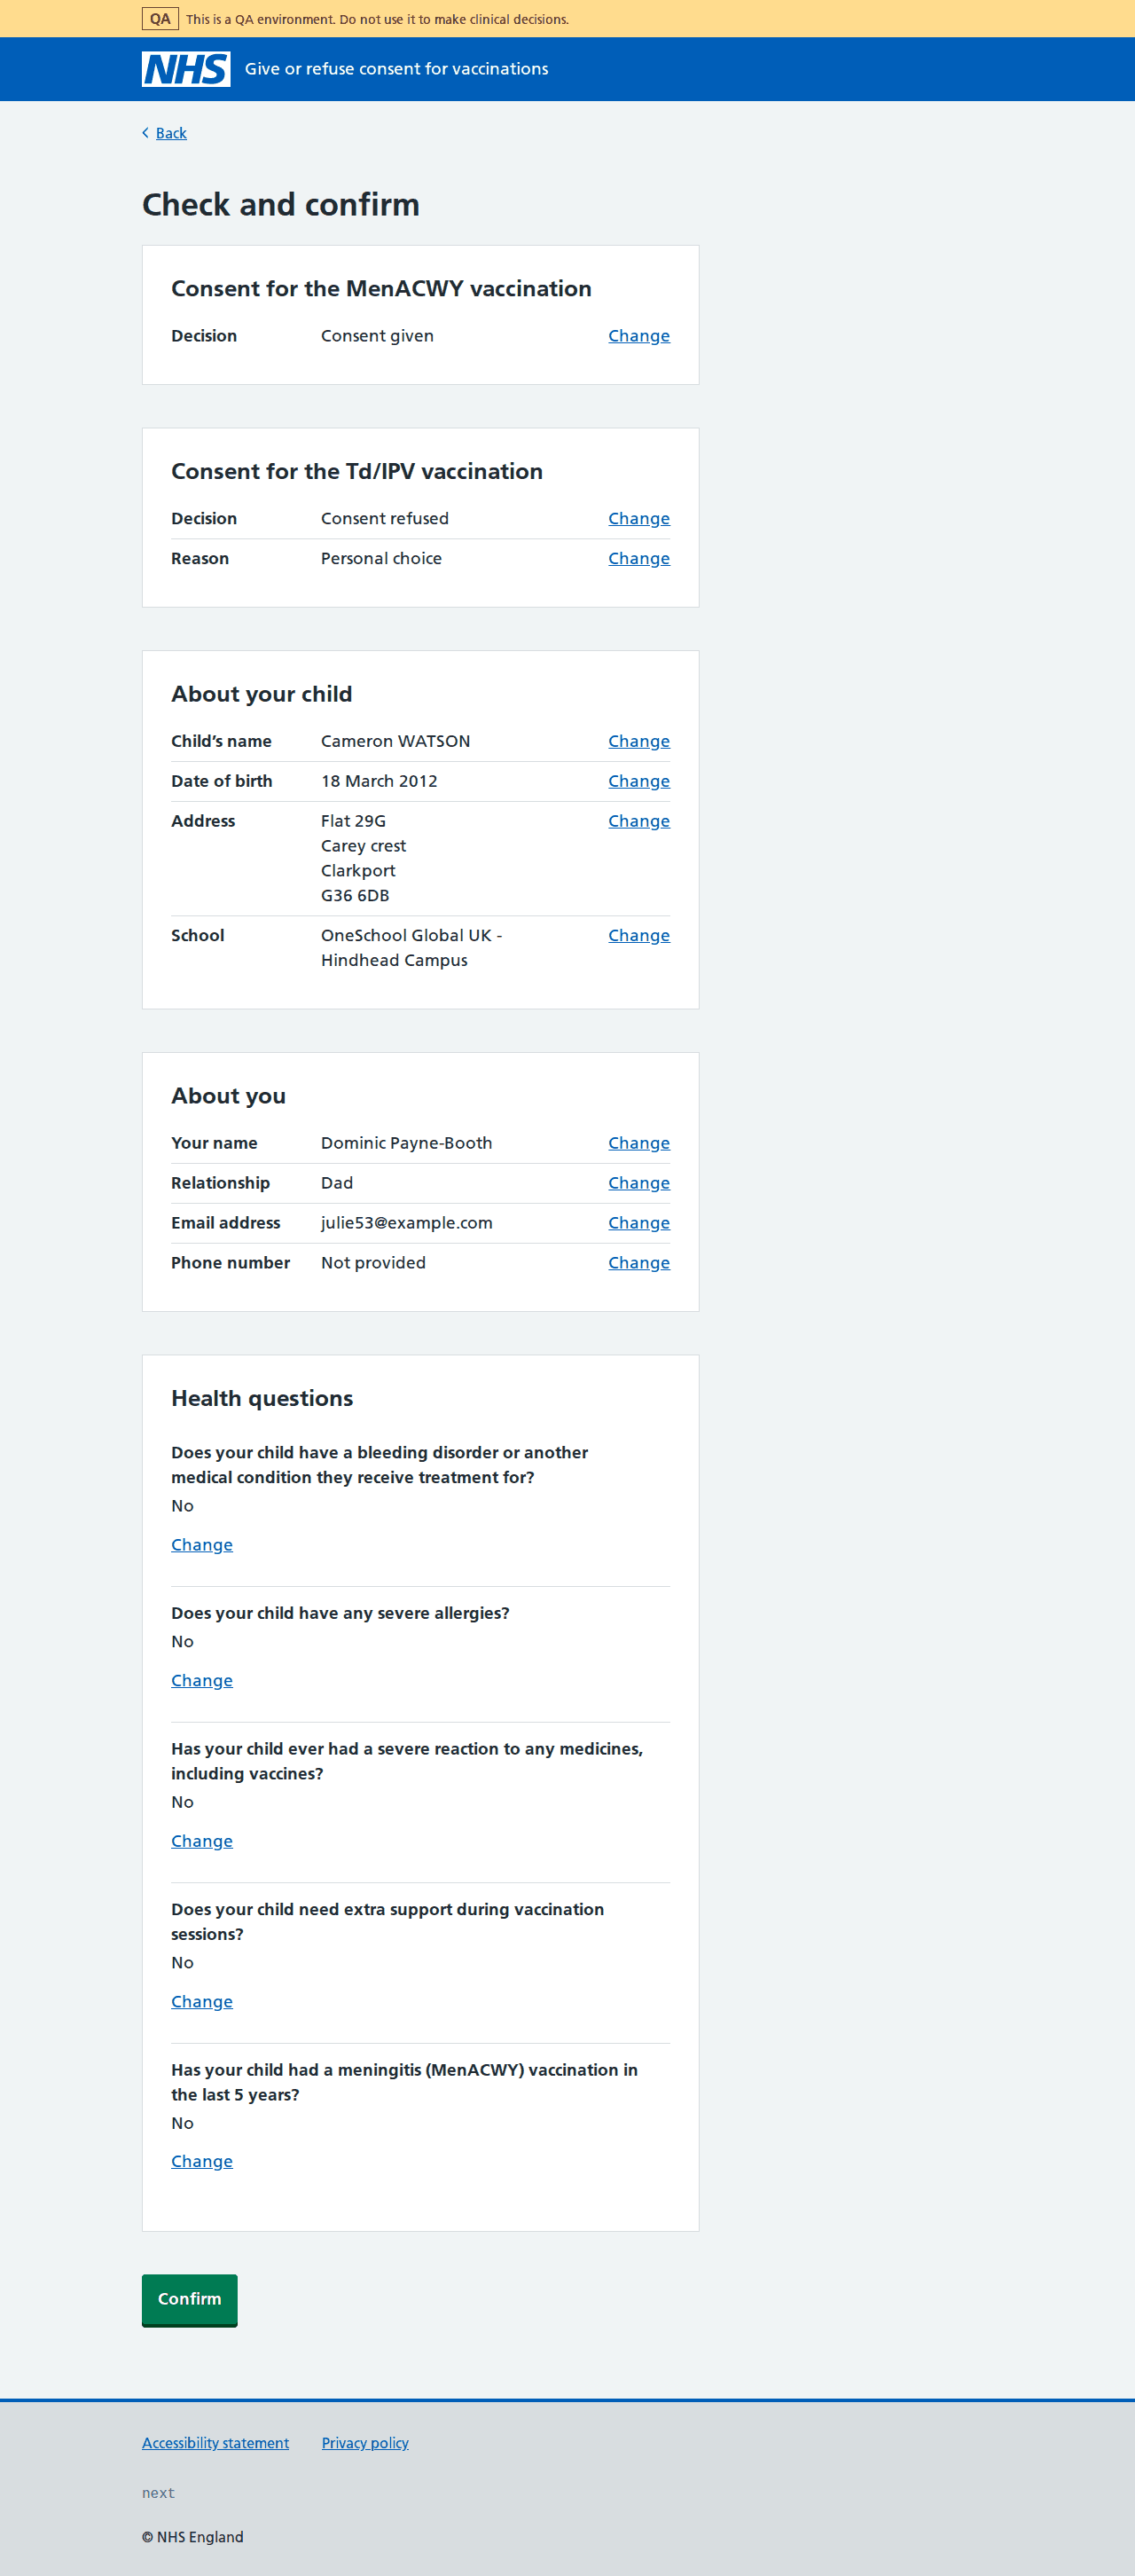 QA This is a QA environment. Do not use it to make clinical decisions.
NHS Give or refuse consent for vaccinations
Back
Check and confirm
Consent for the MenACWY vaccination
Decision Consent given Change
Consent for the Td/IPV vaccination
Decision Consent refused Change
Reason Personal choice Change
About your child
Child’s name Cameron WATSON Change
Date of birth 18 March 2012 Change
Address Flat 29G Change
Carey crest
Clarkport
G36 6DB
School OneSchool Global UK - Change
Hindhead Campus
About you
Your name Dominic Payne-Booth Change
Relationship Dad Change
Email address julie53@example.com Change
Phone number Not provided Change
Health questions
Does your child have a bleeding disorder or another
medical condition they receive treatment for?
No
Change
Does your child have any severe allergies?
No
Change
Has your child ever had a severe reaction to any medicines,
including vaccines?
No
Change
Does your child need extra support during vaccination
sessions?
No
Change
Has your child had a meningitis (MenACWY) vaccination in
the last 5 years?
No
Change
Confirm
Accessibility statement Privacy policy
next
© NHS England